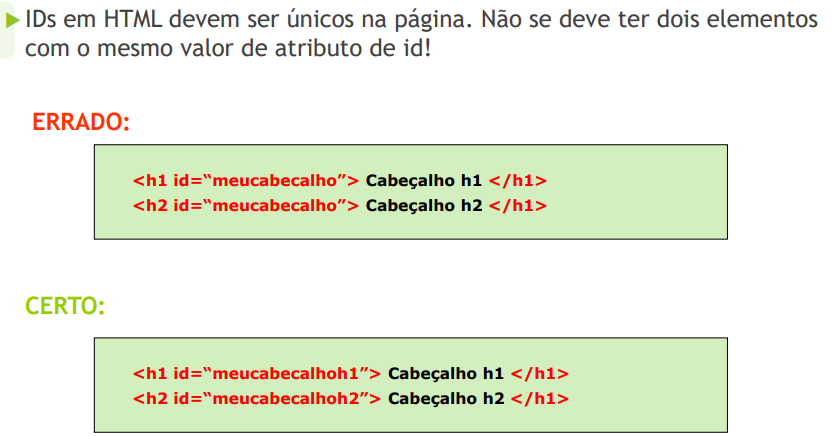 IDs em HTML devem ser únicos na página. Não se deve ter dois elementos
com o mesmo valor de atributo de id!
ERRADO:
<h1 id=“meucabecalho”> Cabeçalho h1 </h1>
<h2 id=“meucabecalho”> Cabeçalho h2 </h1>
CERTO:
<h1 id=“meucabecalhoh1”> Cabeçalho h1 </h1>
<h2 id=“meucabecalhoh2”> Cabeçalho h2 </h1>